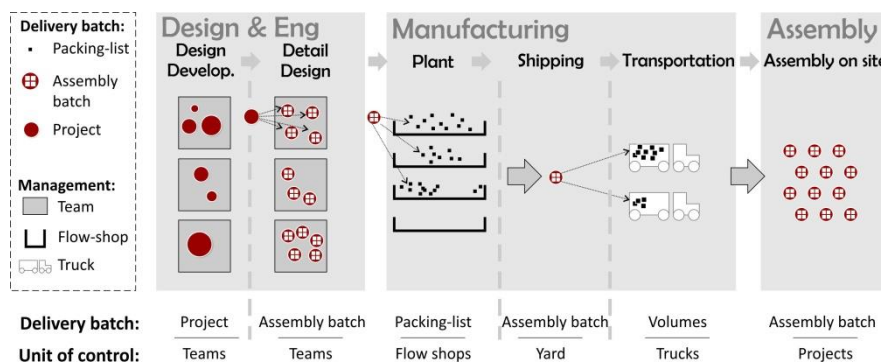 Delivery batch:
Packing-list
Assembly
batch
Project
Management:
Team
Flow-shop
Truck
Design & Eng
Manufacturing
Assembly
Design
Develop.
Detail
Design
Plant
Shipping
Transportation
Assembly on site
Delivery batch: Project Assembly batch Packing-list Assembly batch Volumes Assembly batch
Unit of control: Teams Teams Flow shops Yard Trucks Projects